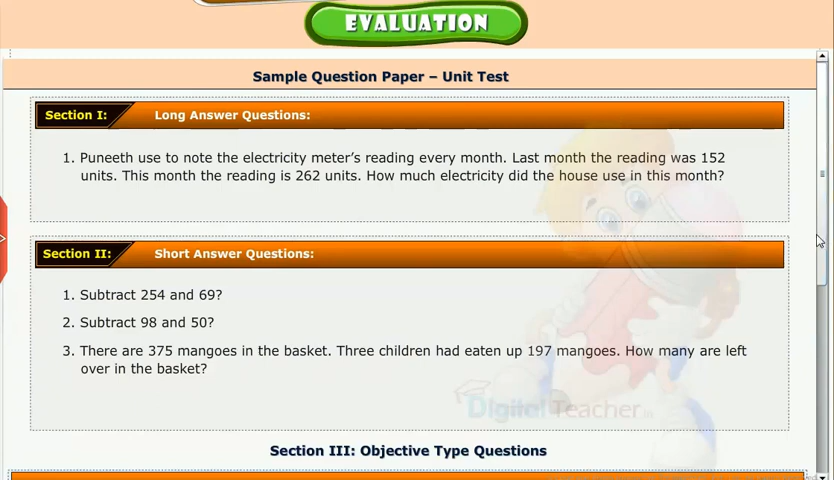 EVALUATION
Sample Question Paper – Unit Test
Section I: Long Answer Questions:
1. Puneeth use to note the electricity meter's reading every month. Last month the reading was 152
units. This month the reading is 262 units. How much electricity did the house use in this month?
Section II: Short Answer Questions:
1. Subtract 254 and 69?
2. Subtract 98 and 50?
3. There are 375 mangoes in the basket. Three children had eaten up 197 mangoes. How many are left
over in the basket?
Digital Teacher.in
Section III: Objective Type Questions